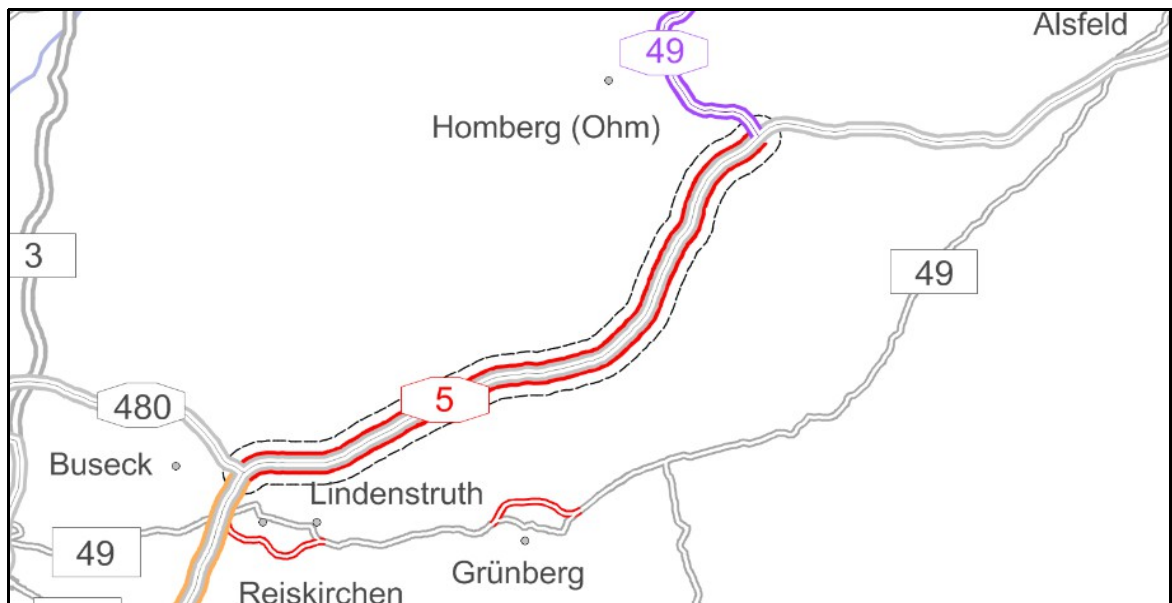 Alsfeld
49
Homberg (Ohm)
3
49
5
480
Buseck
Lindenstruth
49
Grünberg
Reiskirchen